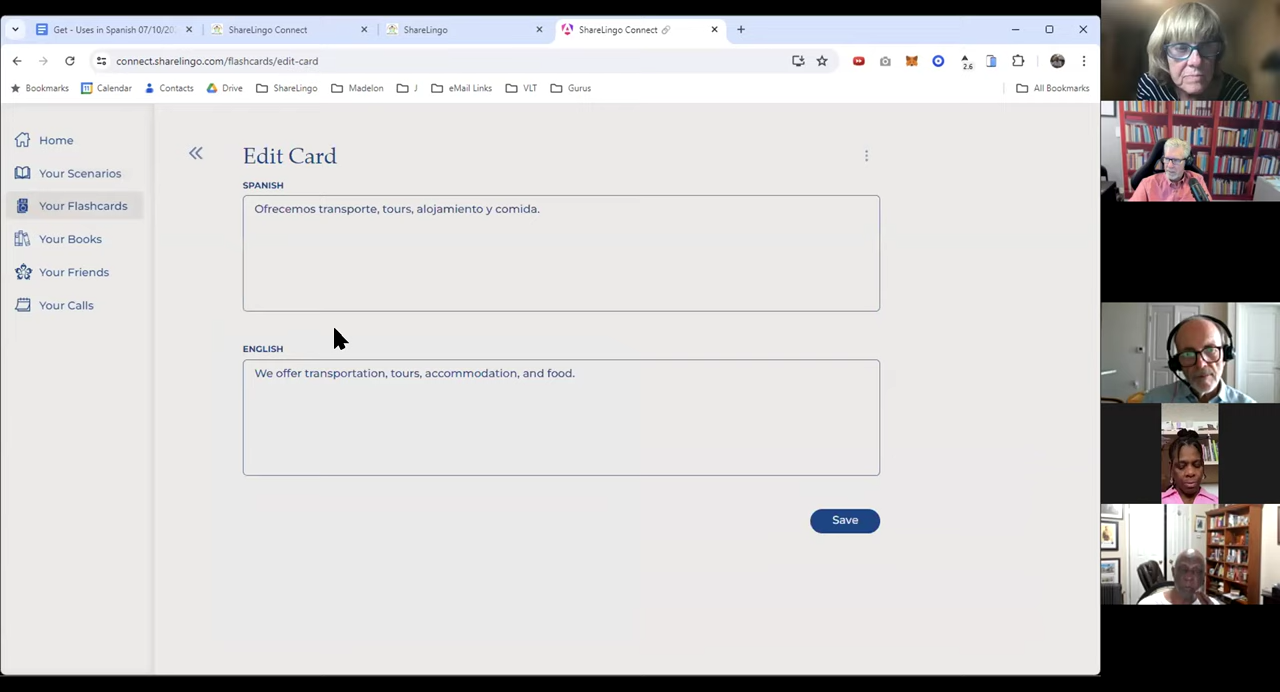 Get - Uses in Spanish 07/10/20
ShareLingo Connect
ShareLingo
ShareLingo Connect
connect.sharelingo.com/flashcards/edit-card
2.6
Bookmarks
Calendar
Contacts
Drive
ShareLingo
Madelon
J
eMail Links
VLT
Gurus
All Bookmarks
Home
Your Scenarios
Your Flashcards
Your Books
Your Friends
Your Calls
Edit Card
SPANISH
Ofrecemos transporte, tours, alojamiento y comida.
ENGLISH
We offer transportation, tours, accommodation, and food.
Save